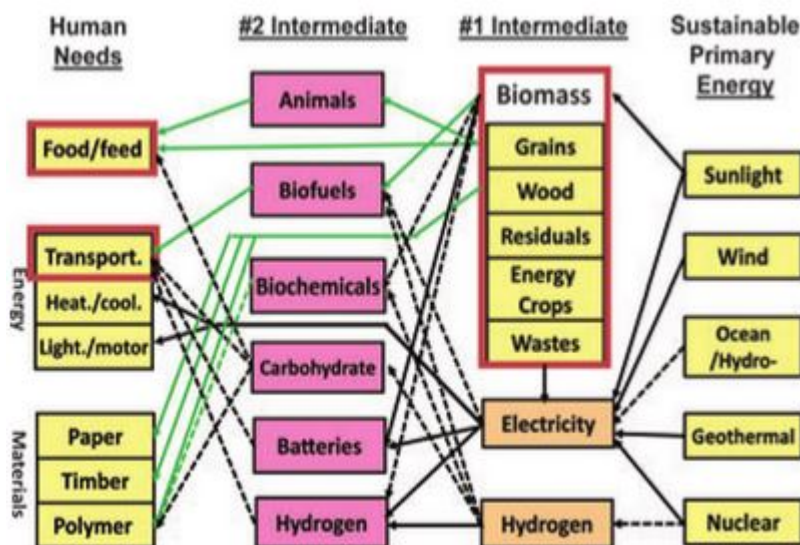 Human
Needs
#2 Intermediate
#1 Intermediate
Sustainable
Primary
Energy
Food/feed
Energy
Transport.
Heat./cool.
Light./motor
Materials
Paper
Timber
Polymer
Animals
Biofuels
Biochemicals
Carbohydrate
Batteries
Hydrogen
Biomass
Grains
Wood
Residuals
Energy
Crops
Wastes
Electricity
Hydrogen
Sunlight
Wind
Ocean
/Hydro-
Geothermal
Nuclear